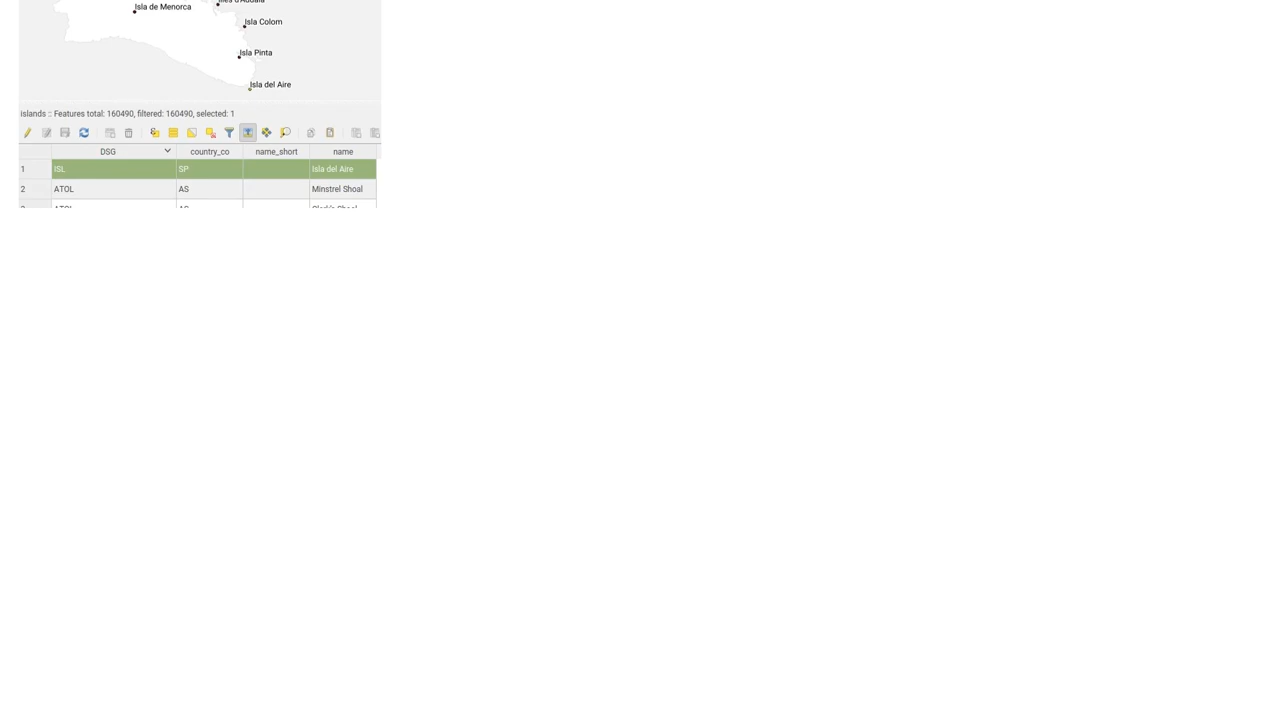 Isla de Menorca
Isla Colom
Isla Pinta
Isla del Aire
islands :: Features total: 160490, filtered: 160490, selected: 1
DSG country_co name_short name
1 ISL SP Isla del Aire
2 ATOL AS Minstrel Shoal